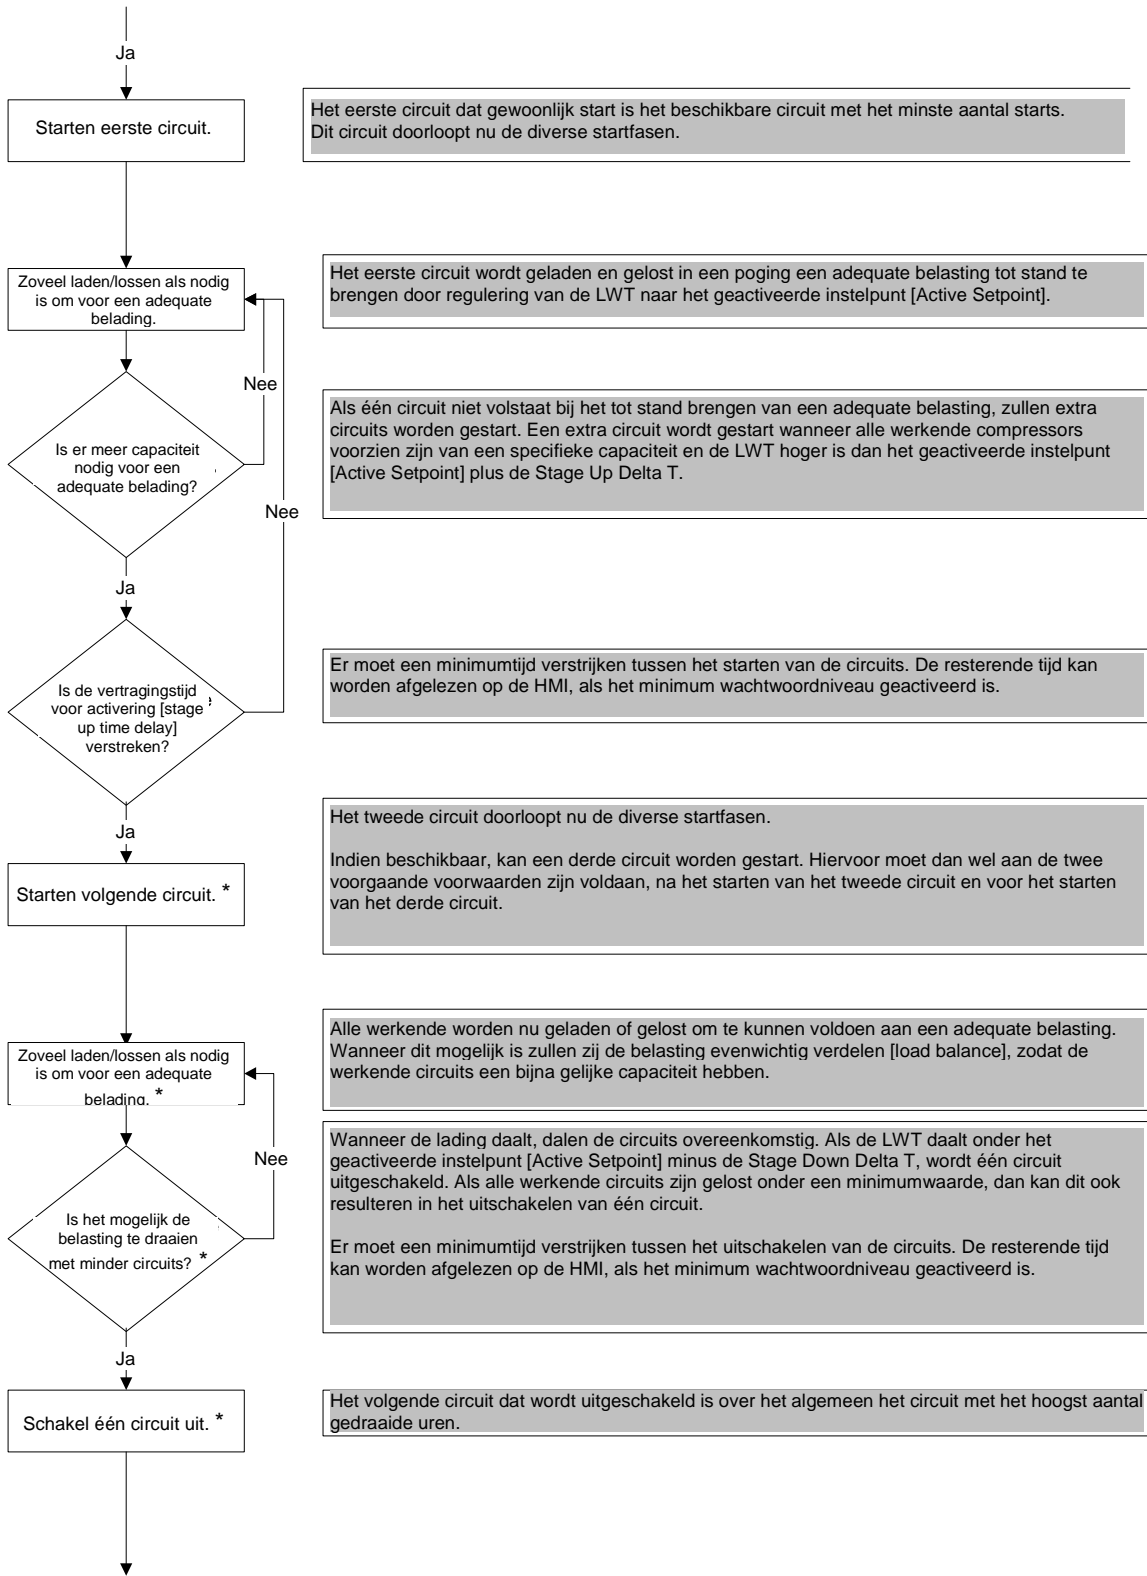 Ja
Starten eerste circuit.
Het eerste circuit dat gewoonlijk start is het beschikbare circuit met het minste aantal starts.
Dit circuit doorloopt nu de diverse startfasen.
Zoveel laden/lossen als nodig
is om voor een adequate
belading.
Het eerste circuit wordt geladen en gelost in een poging een adequate belasting tot stand te
brengen door regulering van de LWT naar het geactiveerde instelpunt [Active Setpoint].
Nee
Is er meer capaciteit
nodig voor een
adequate belading?
Als één circuit niet volstaat bij het tot stand brengen van een adequate belasting, zullen extra
circuits worden gestart. Een extra circuit wordt gestart wanneer alle werkende compressors
voorzien zijn van een specifieke capaciteit en de LWT hoger is dan het geactiveerde instelpunt
[Active Setpoint] plus de Stage Up Delta T.
Nee
Ja
Is de vertragingstijd
voor activering [stage
up time delay]
verstreken?
Er moet een minimumtijd verstrijken tussen het starten van de circuits. De resterende tijd kan
worden afgelezen op de HMI, als het minimum wachtwoordniveau geactiveerd is.
Ja
Starten volgende circuit. *
Het tweede circuit doorloopt nu de diverse startfasen.
Indien beschikbaar, kan een derde circuit worden gestart. Hiervoor moet dan wel aan de twee
voorgaande voorwaarden zijn voldaan, na het starten van het tweede circuit en voor het starten
van het derde circuit.
Zoveel laden/lossen als nodig
is om voor een adequate
belading. *
Alle werkende worden nu geladen of gelost om te kunnen voldoen aan een adequate belasting.
Wanneer dit mogelijk is zullen zij de belasting evenwichtig verdelen [load balance], zodat de
werkende circuits een bijna gelijke capaciteit hebben.
Nee
Is het mogelijk de
belasting te draaien
met minder circuits? *
Wanneer de lading daalt, dalen de circuits overeenkomstig. Als de LWT daalt onder het
geactiveerde instelpunt [Active Setpoint] minus de Stage Down Delta T, wordt één circuit
uitgeschakeld. Als alle werkende circuits zijn gelost onder een minimumwaarde, dan kan dit ook
resulteren in het uitschakelen van één circuit.
Er moet een minimumtijd verstrijken tussen het uitschakelen van de circuits. De resterende tijd
kan worden afgelezen op de HMI, als het minimum wachtwoordniveau geactiveerd is.
Ja
Schakel één circuit uit. *
Het volgende circuit dat wordt uitgeschakeld is over het algemeen het circuit met het hoogst aantal
gedraaide uren.